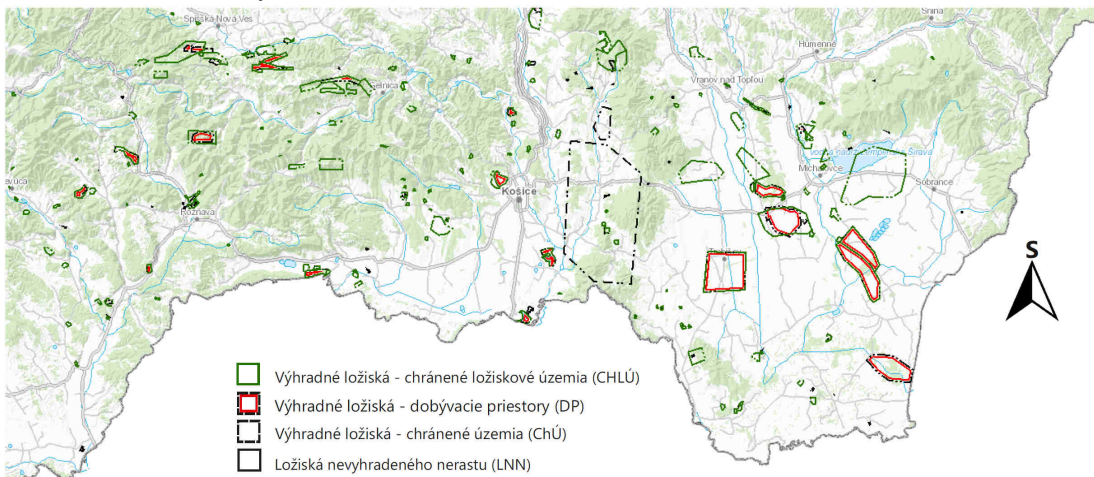 Spišská Nová Ves
Snina
Humenné
Vranov nad Topľou
Michalovce
Sobrance
Košice
Rožňava
S
Výhradné ložiská - chránené ložiskové územia (CHLÚ)
Výhradné ložiská - dobývacie priestory (DP)
Výhradné ložiská - chránené územia (ChÚ)
Ložiská nevyhradeného nerastu (LNN)